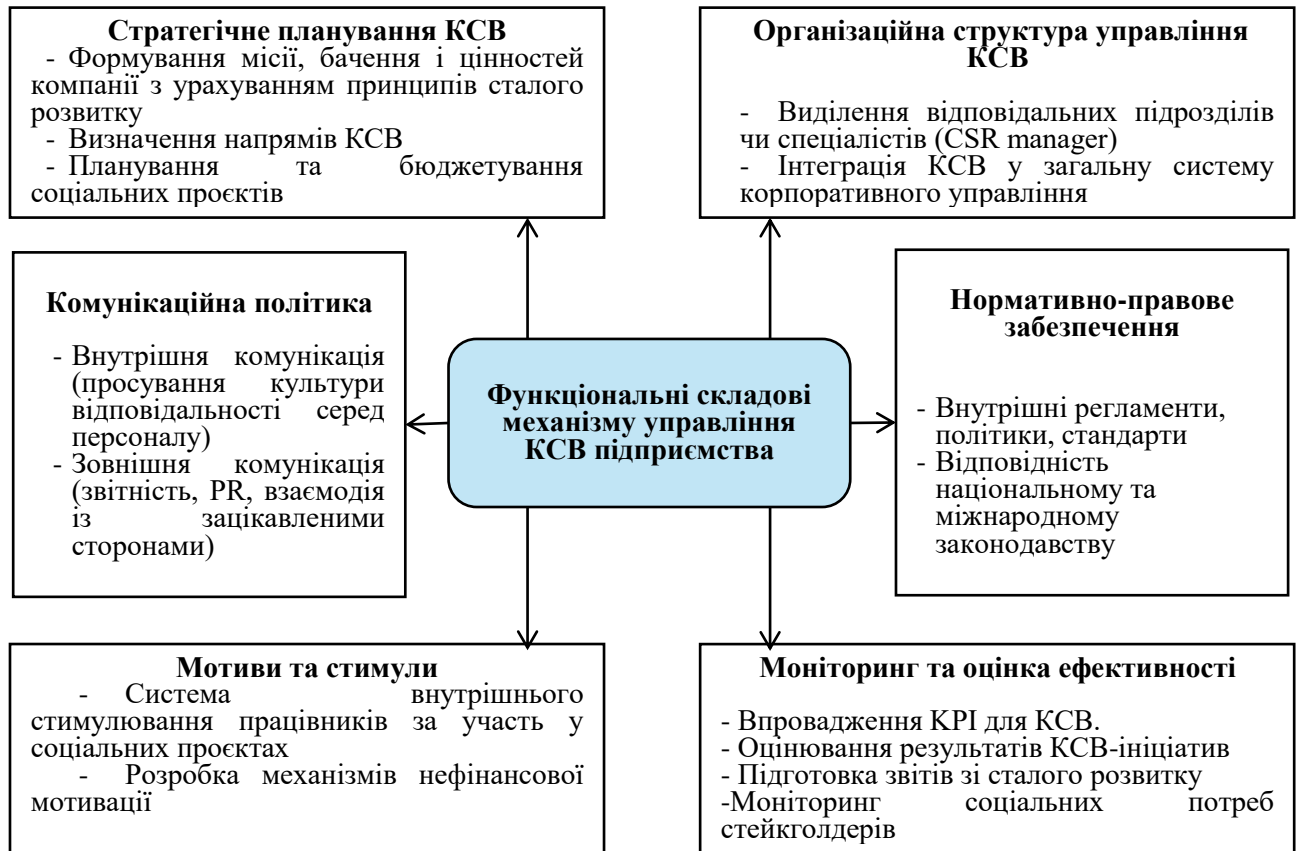 Стратегічне планування КСВ
- Формування місії, бачення і цінностей
компанії з урахуванням принципів сталого
розвитку
- Визначення напрямів КСВ
- Планування та бюджетування
соціальних проєктів
Організаційна структура управління
КСВ
- Виділення відповідальних підрозділів
чи спеціалістів (CSR manager)
- Інтеграція КСВ у загальну систему
корпоративного управління
Комунікаційна політика
- Внутрішня комунікація
(просування культури
відповідальності серед
персоналу)
- Зовнішня комунікація
(звітність, PR, взаємодія
із зацікавленими
сторонами)
Функціональні складові
механізму управління
КСВ підприємства
Нормативно-правове
забезпечення
- Внутрішні регламенти,
політики, стандарти
- Відповідність
національному та
міжнародному
законодавству
Мотиви та стимули
- Система внутрішнього
стимулювання працівників за участь у
соціальних проєктах
- Розробка механізмів нефінансової
мотивації
Моніторинг та оцінка ефективності
- Впровадження KPI для КСВ.
- Оцінювання результатів КСВ-ініціатив
- Підготовка звітів зі сталого розвитку
-Моніторинг соціальних потреб
стейкголдерів